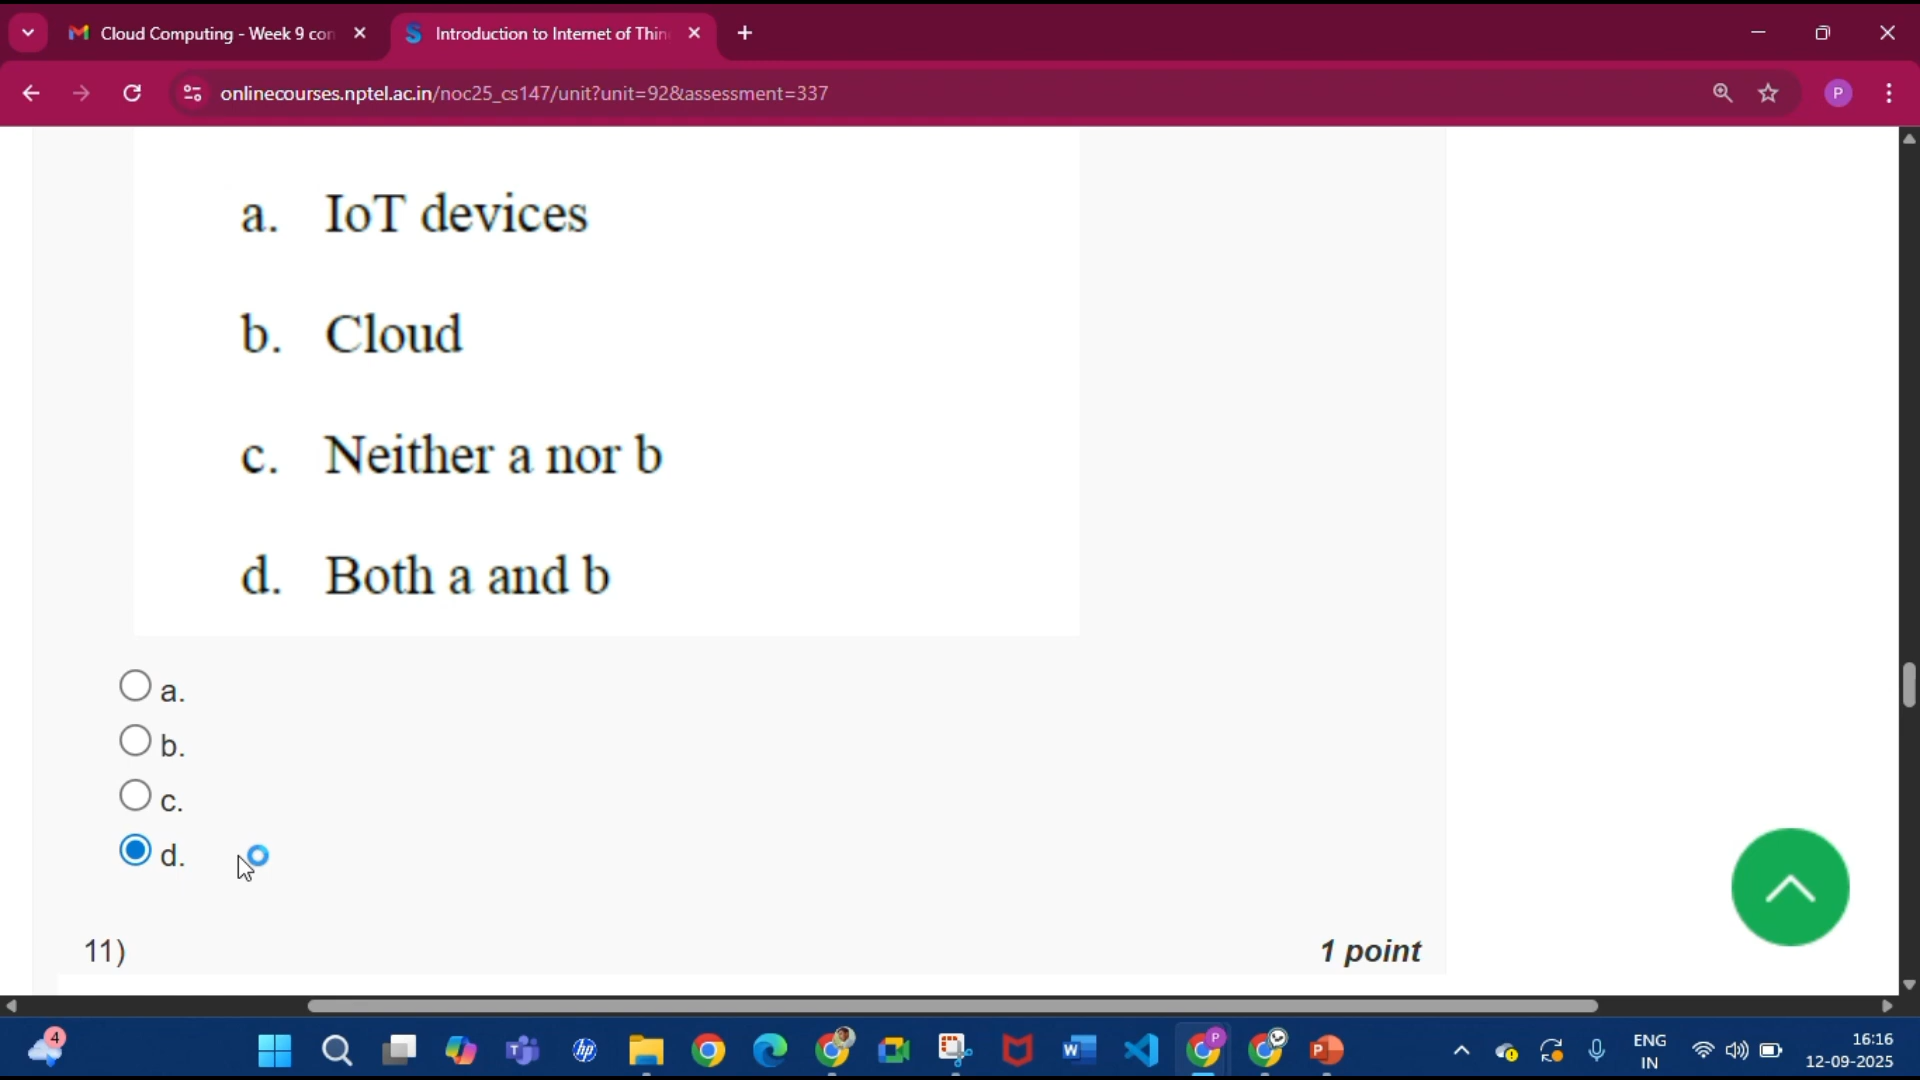 Cloud Computing - Week 9 con
Introduction to Internet of Thin
onlinecourses.nptel.ac.in/noc25_cs147/unit?unit=92&assessment=337
P
a. IoT devices
b. Cloud
c. Neither a nor b
d. Both a and b
a.
b.
c.
d.
11)
1 point
4
ENG
IN
16:16
12-09-2025